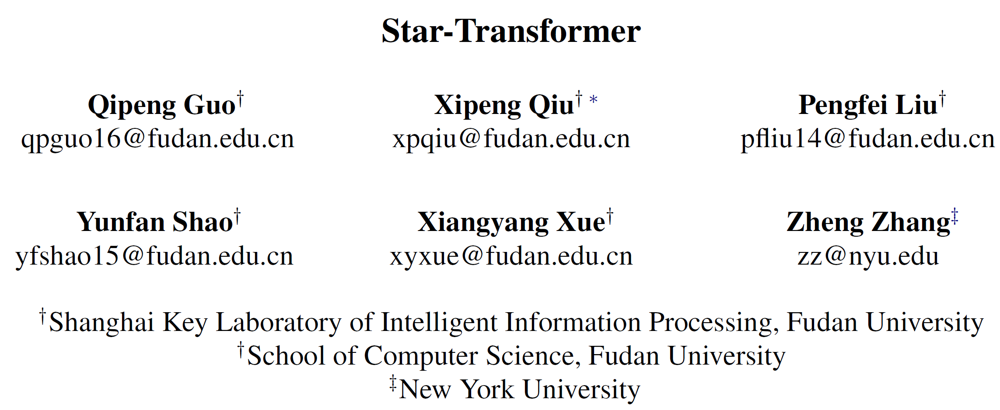 Star-Transformer
Qipeng Guo† Xipeng Qiu† * Pengfei Liu†
qpguo16@fudan.edu.cn xpqiu@fudan.edu.cn pfliu14@fudan.edu.cn
Yunfan Shao† Xiangyang Xue† Zheng Zhang‡
yfshao15@fudan.edu.cn xyxue@fudan.edu.cn zz@nyu.edu
†Shanghai Key Laboratory of Intelligent Information Processing, Fudan University
†School of Computer Science, Fudan University
‡New York University